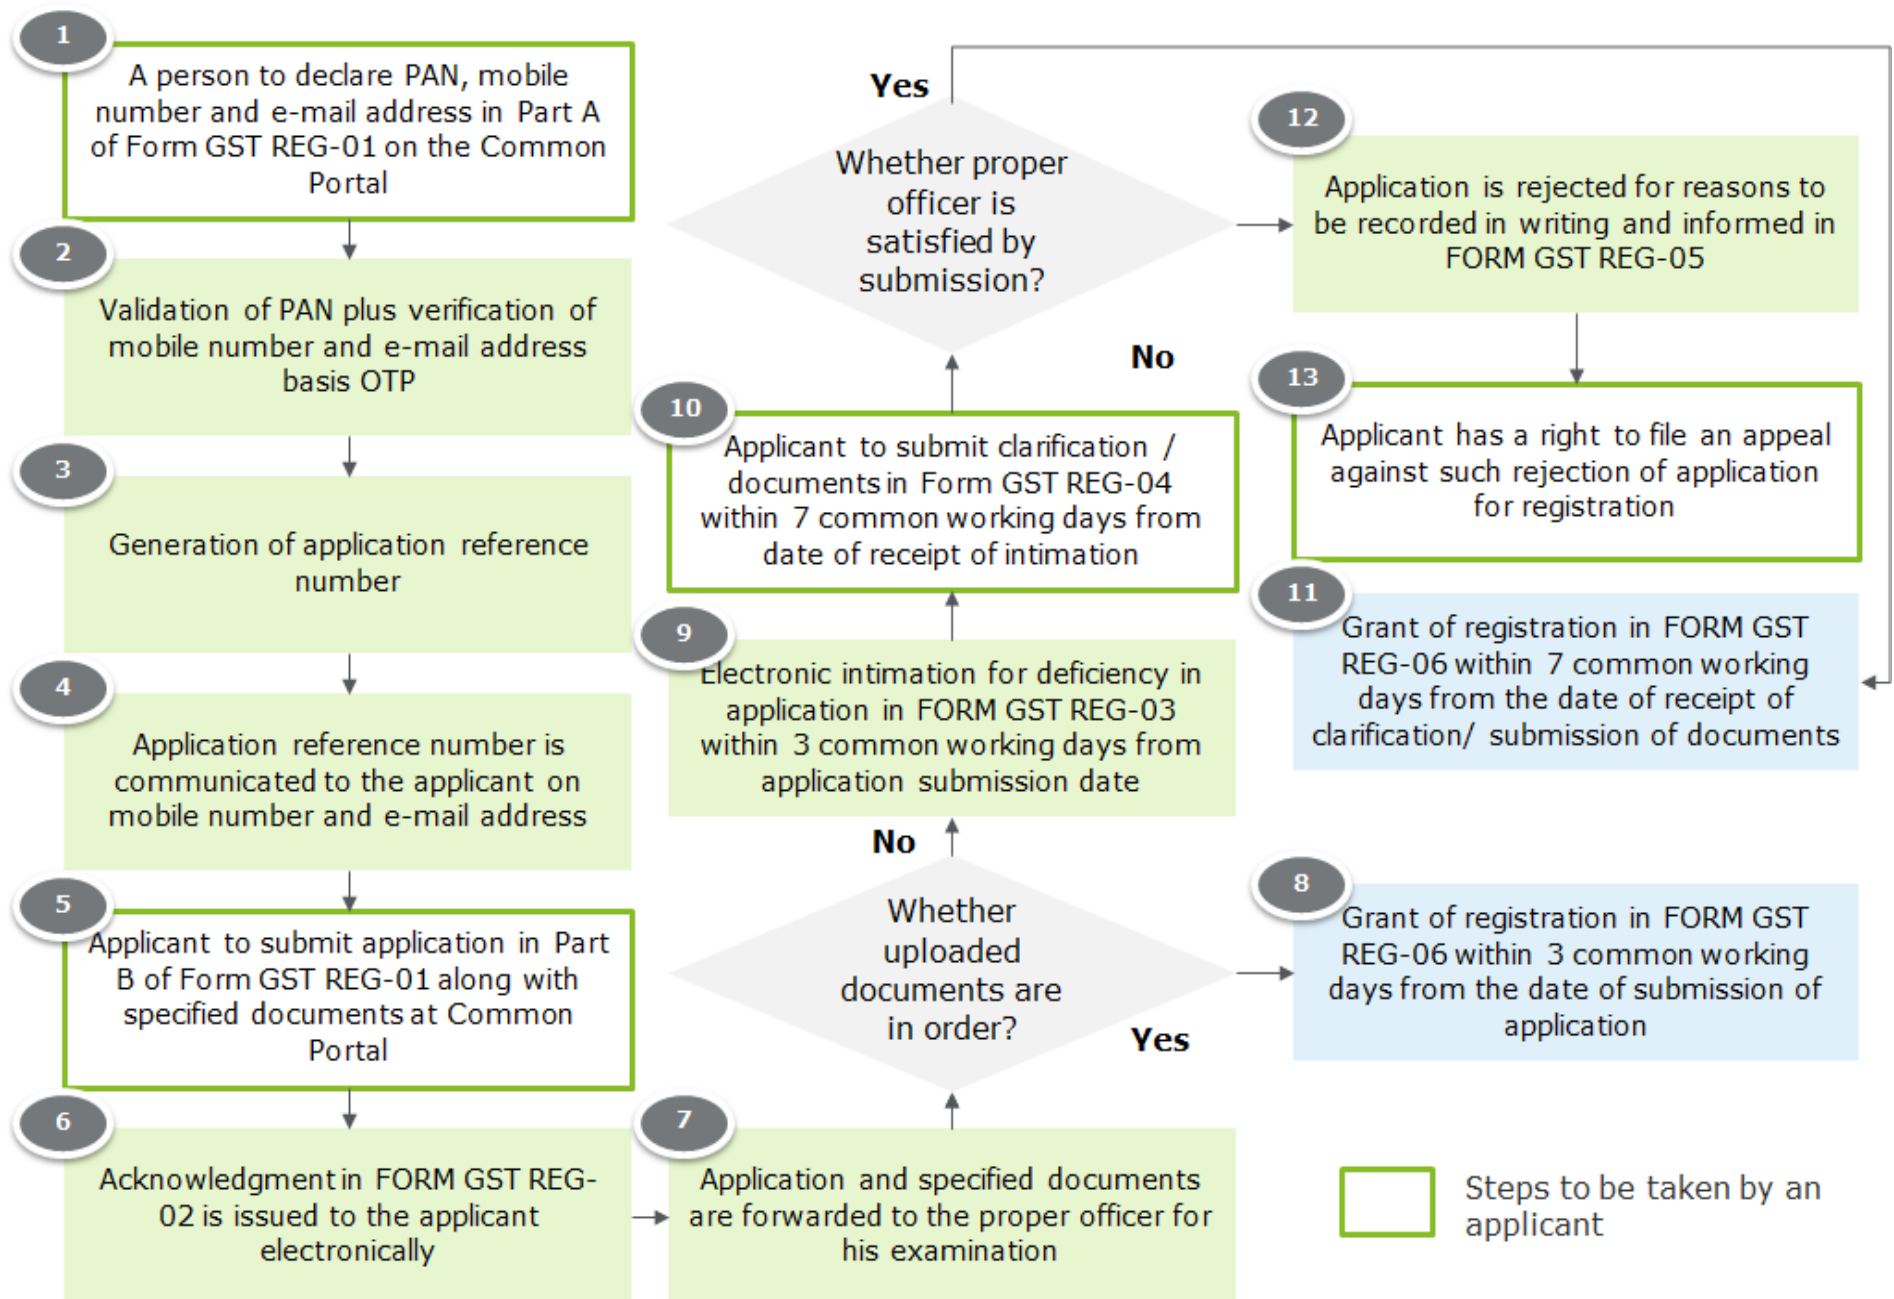 1
A person to declare PAN, mobile
number and e-mail address in Part A
of Form GST REG-01 on the Common
Portal
2
Validation of PAN plus verification of
mobile number and e-mail address
basis OTP
3
Generation of application reference
number
4
Application reference number is
communicated to the applicant on
mobile number and e-mail address
5
Applicant to submit application in Part
B of Form GST REG-01 along with
specified documents at Common
Portal
6
Acknowledgment in FORM GST REG-
02 is issued to the applicant
electronically
7
Application and specified documents
are forwarded to the proper officer for
his examination
Whether
uploaded
documents are
in order?
Yes
8
Grant of registration in FORM GST
REG-06 within 3 common working
days from the date of submission of
application
No
9
Electronic intimation for deficiency in
application in FORM GST REG-03
within 3 common working days from
application submission date
10
Applicant to submit clarification /
documents in Form GST REG-04
within 7 common working days from
date of receipt of intimation
Whether proper
officer is
satisfied by
submission?
Yes
11
Grant of registration in FORM GST
REG-06 within 7 common working
days from the date of receipt of
clarification/ submission of documents
No
12
Application is rejected for reasons to
be recorded in writing and informed in
FORM GST REG-05
13
Applicant has a right to file an appeal
against such rejection of application
for registration
Steps to be taken by an
applicant